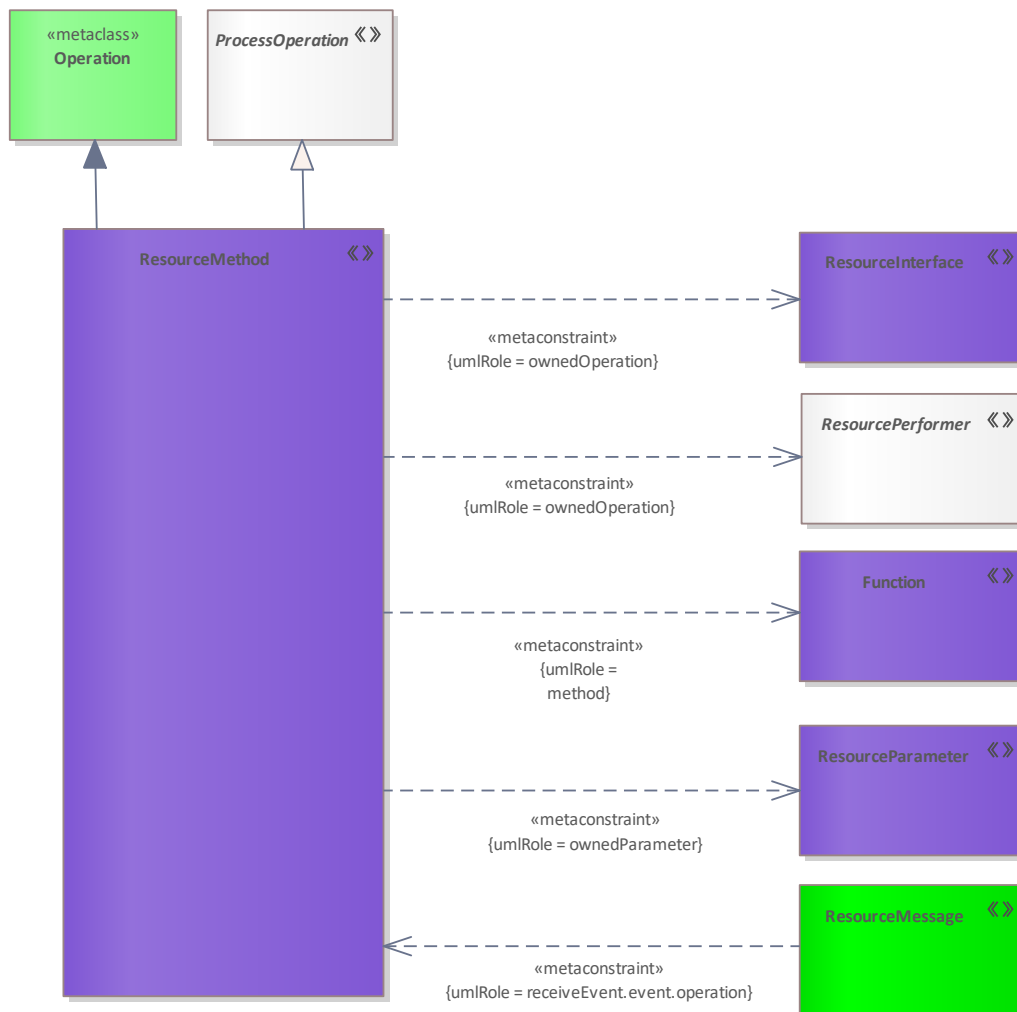 «metaclass»
Operation
ProcessOperation «»
ResourceMethod «»
ResourceInterface «»
«metaconstraint»
{umlRole = ownedOperation}
ResourcePerformer «»
«metaconstraint»
{umlRole = ownedOperation}
Function «»
«metaconstraint»
{umlRole =
method}
ResourceParameter «»
«metaconstraint»
{umlRole = ownedParameter}
ResourceMessage «»
«metaconstraint»
{umlRole = receiveEvent.event.operation}